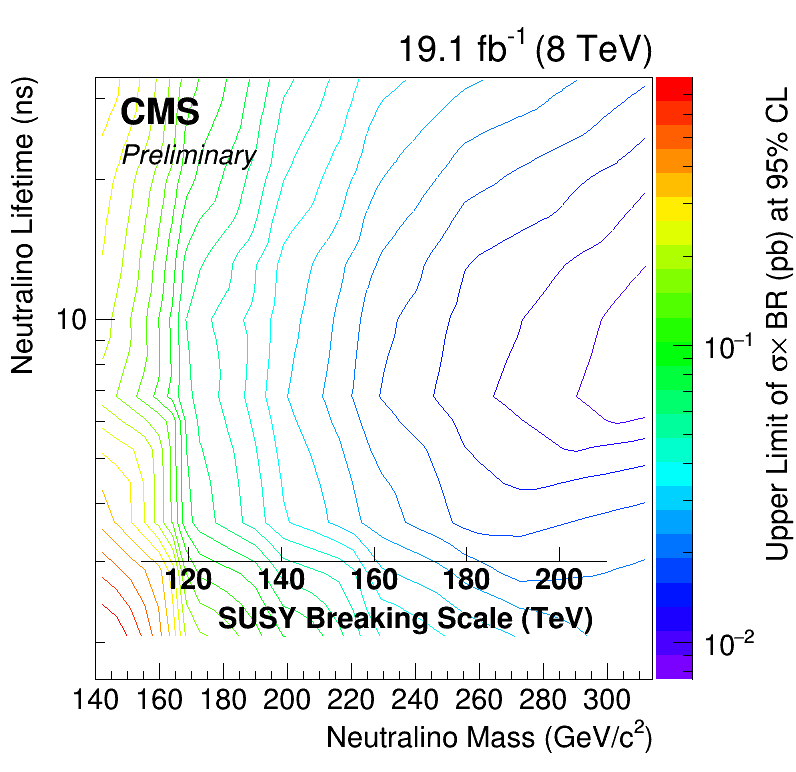 19.1 fb⁻¹ (8 TeV)
CMS
Preliminary
Neutralino Lifetime (ns)
10
120 140 160 180 200
SUSY Breaking Scale (TeV)
140 160 180 200 220 240 260 280 300
Neutralino Mass (GeV/c²)
10⁻¹
10⁻²
Upper Limit of σ× BR (pb) at 95% CL